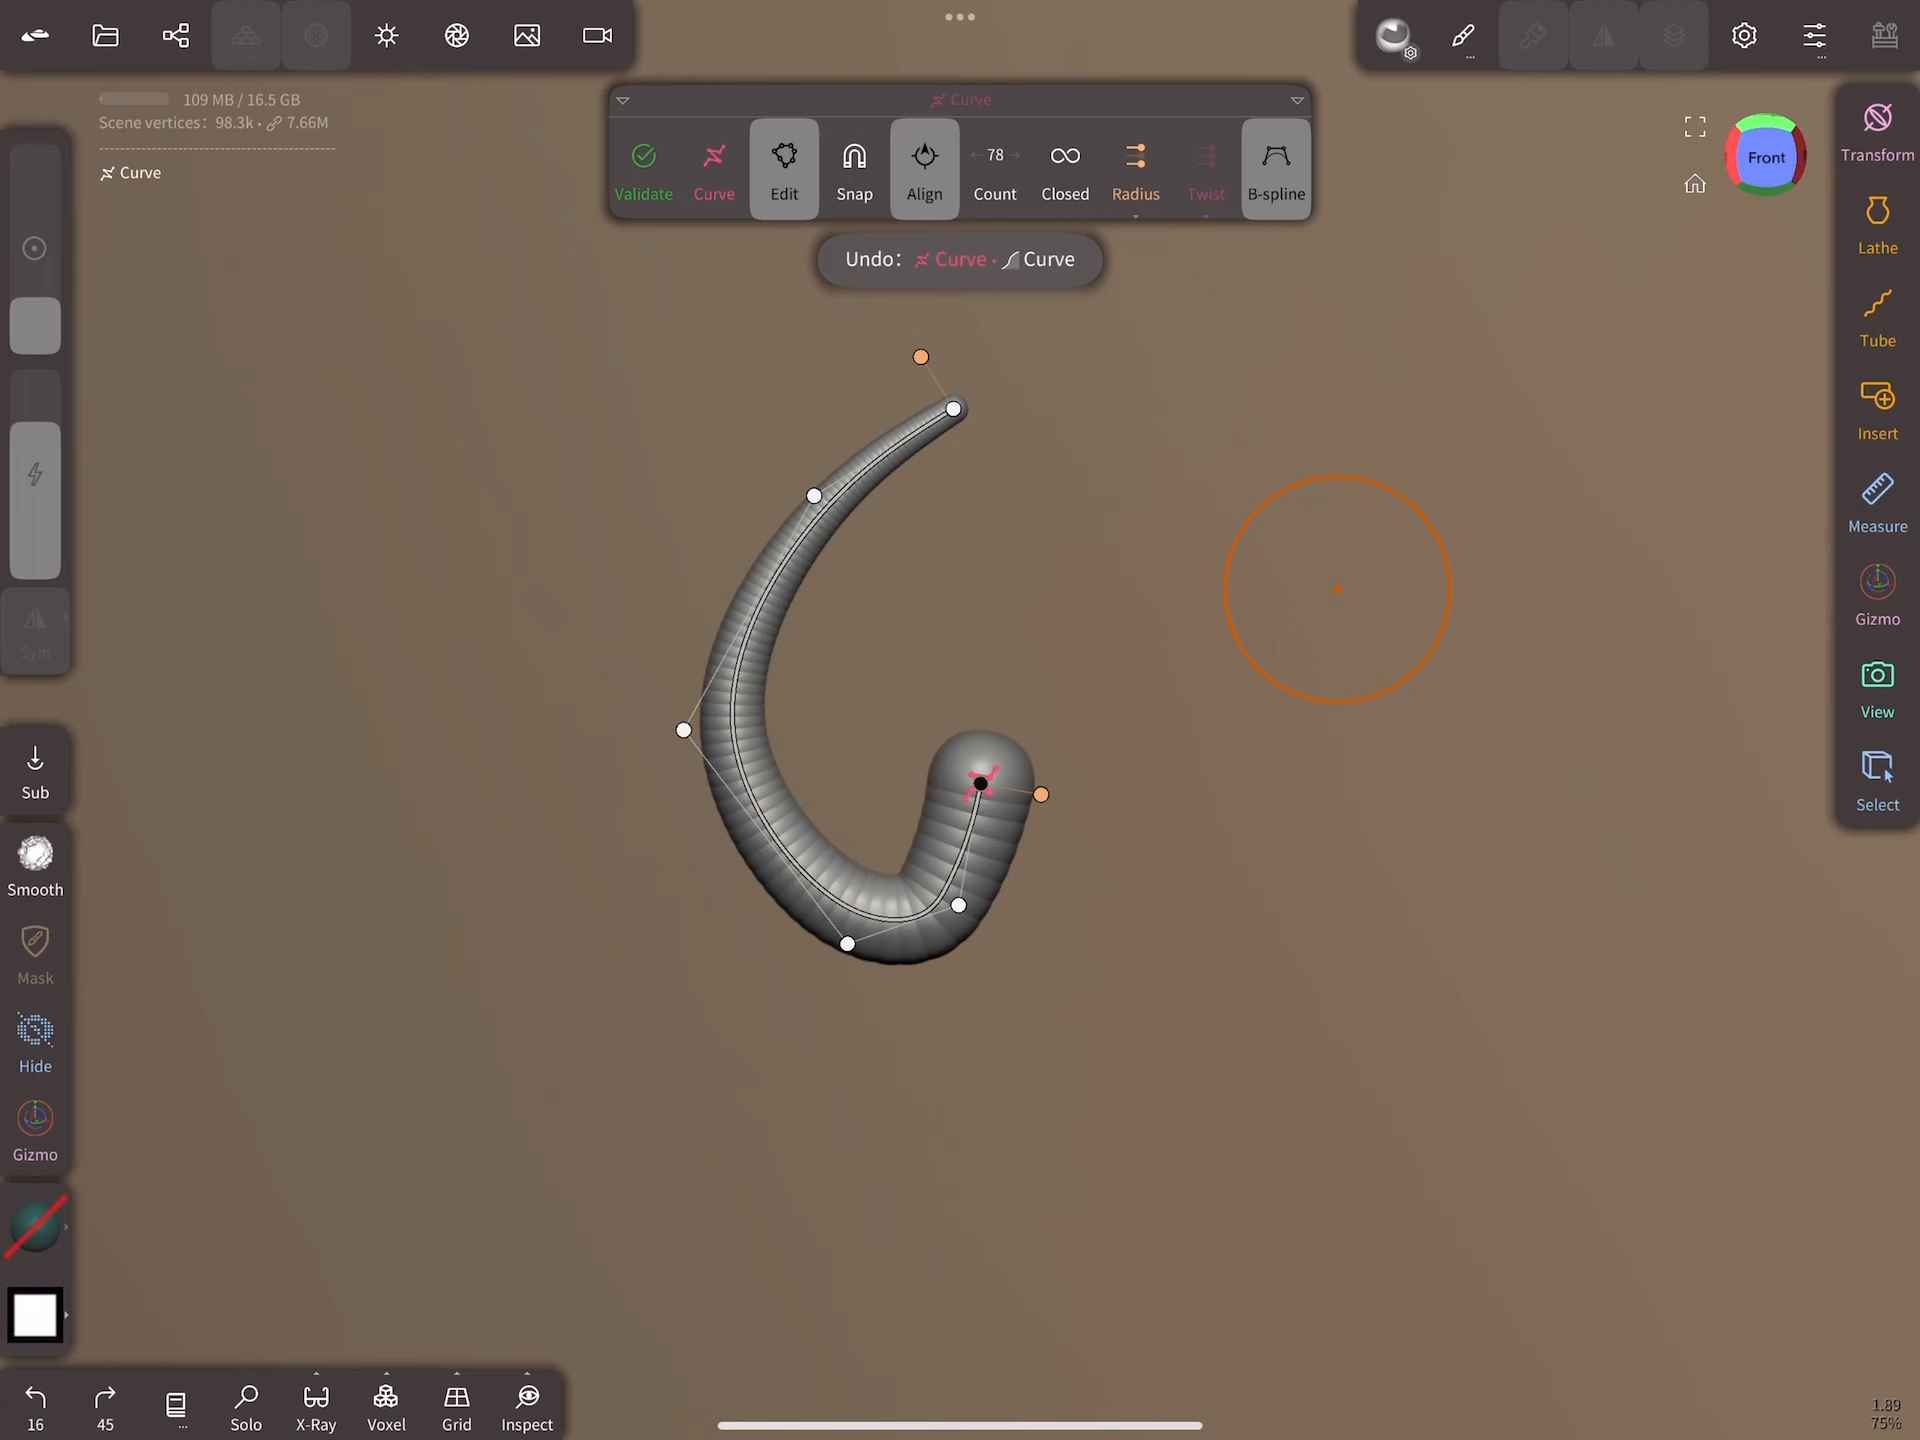 109 MB / 16.5 GB
Scene vertices: 98.3k • 7.66M
Curve
Curve
Validate
Curve
Edit
Snap
Align
78
Count
Closed
Radius
Twist
B-spline
Undo: Curve • Curve
Front
Transform
Lathe
Tube
Insert
Measure
Gizmo
View
Select
Sym
Sub
Smooth
Mask
Hide
Gizmo
16
45
...
Solo
X-Ray
Voxel
Grid
Inspect
1.89
75%